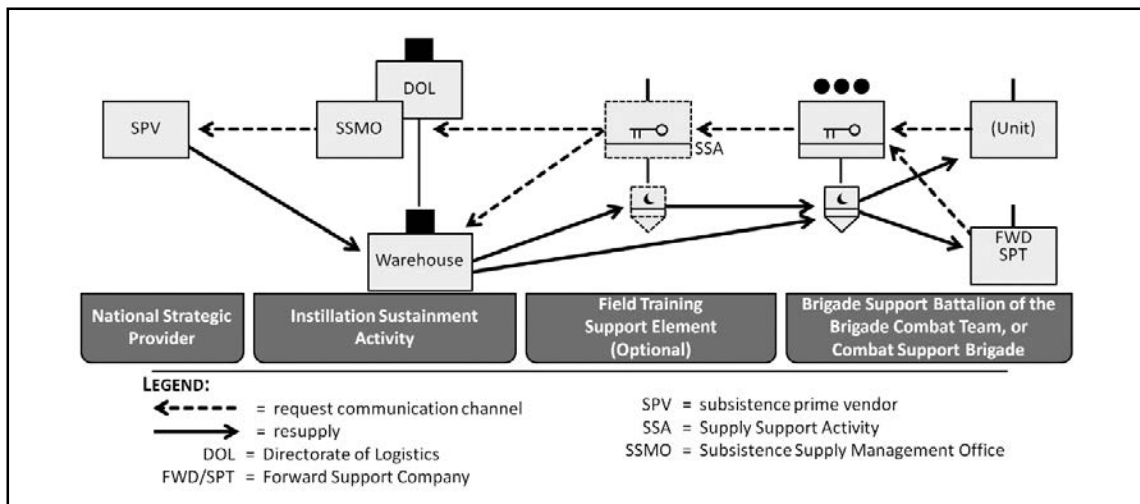 DOL
SPV
SSMO
SSA
(Unit)
Warehouse
FWD
SPT
National Strategic
Provider
Instillation Sustainment
Activity
Field Training
Support Element
(Optional)
Brigade Support Battalion of the
Brigade Combat Team, or
Combat Support Brigade
LEGEND:
= request communication channel
= resupply
DOL = Directorate of Logistics
FWD/SPT = Forward Support Company
SPV = subsistence prime vendor
SSA = Supply Support Activity
SSMO = Subsistence Supply Management Office